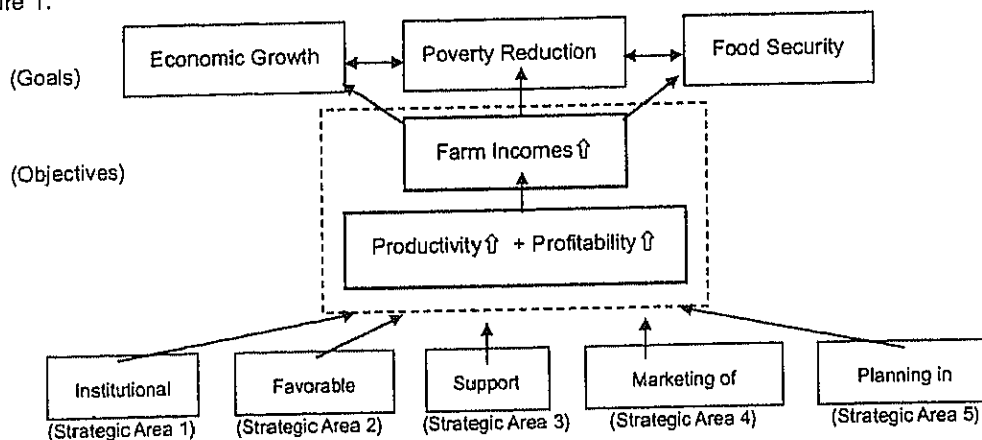 ure 1.
Economic Growth
Poverty Reduction
Food Security
(Goals)
Farm Incomes⇧
(Objectives)
Productivity⇧ + Profitability⇧
Institutional
Favorable
Support
Marketing of
Planning in
(Strategic Area 1)
(Strategic Area 2)
(Strategic Area 3)
(Strategic Area 4)
(Strategic Area 5)